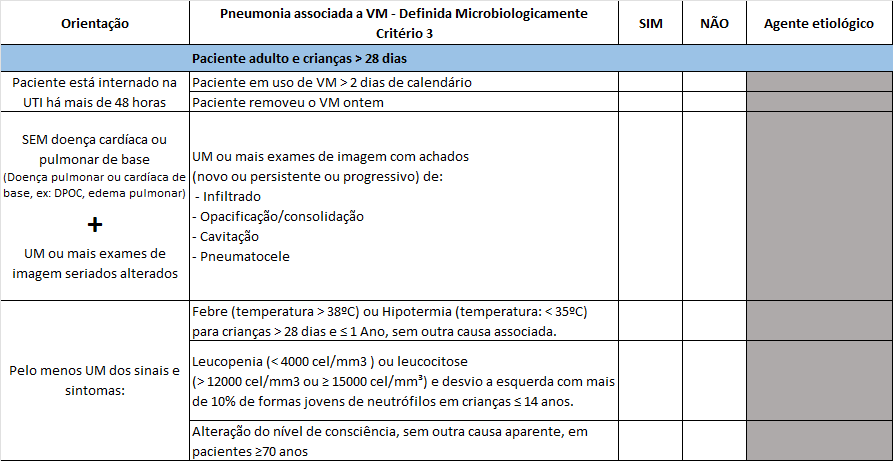 Orientação
Pneumonia associada a VM - Definida Microbiologicamente
Critério 3
SIM
NÃO
Agente etiológico
Paciente adulto e crianças > 28 dias
Paciente está internado na
UTI há mais de 48 horas
Paciente em uso de VM > 2 dias de calendário
Paciente removeu o VM ontem
SEM doença cardíaca ou
pulmonar de base
(Doença pulmonar ou cardíaca de
base, ex: DPOC, edema pulmonar)
+
UM ou mais exames de
imagem seriados alterados
UM ou mais exames de imagem com achados
(novo ou persistente ou progressivo) de:
- Infiltrado
- Opacificação/consolidação
- Cavitação
- Pneumatocele
Pelo menos UM dos sinais e
sintomas:
Febre (temperatura > 38ºC) ou Hipotermia (temperatura: < 35ºC)
para crianças > 28 dias e ≤ 1 Ano, sem outra causa associada.
Leucopenia (< 4000 cel/mm3 ) ou leucocitose
(> 12000 cel/mm3 ou ≥ 15000 cel/mm³) e desvio a esquerda com mais
de 10% de formas jovens de neutrófilos em crianças ≤ 14 anos.
Alteração do nível de consciência, sem outra causa aparente, em
pacientes ≥70 anos